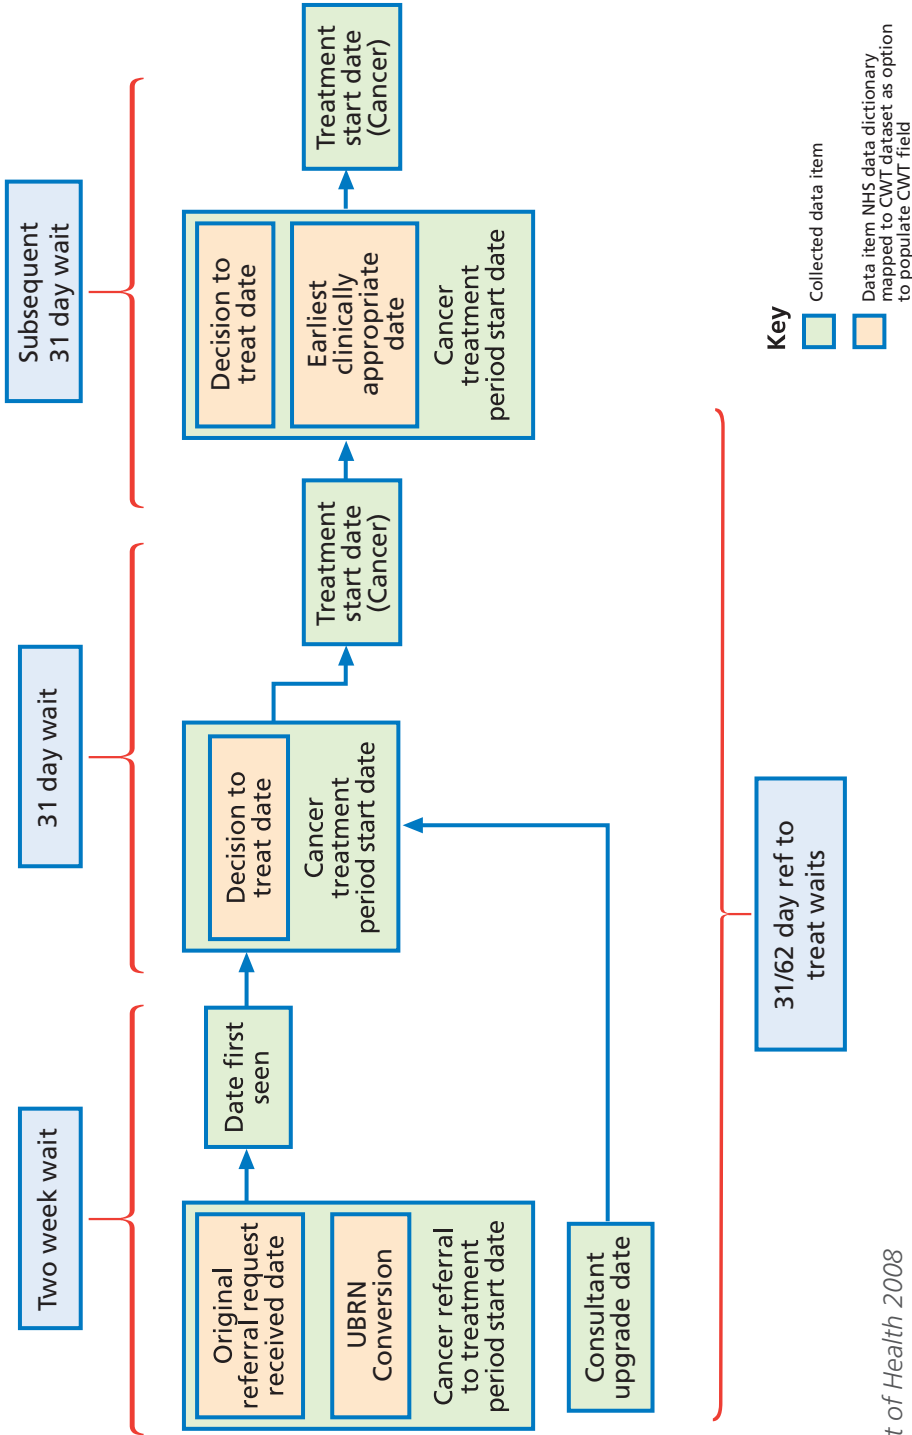 Two week wait
31 day wait
Subsequent
31 day wait
Original
referral request
received date
UBRN
Conversion
Cancer referral
to treatment
period start date
Date first
seen
Decision to
treat date
Cancer
treatment
period start date
Treatment
start date
(Cancer)
Decision to
treat date
Earliest
clinically
appropriate
date
Cancer
treatment
period start date
Treatment
start date
(Cancer)
Consultant
upgrade date
31/62 day ref to
treat waits
Key
Collected data item
Data item NHS data dictionary
mapped to CWT dataset as option
to populate CWT field
t of Health 2008